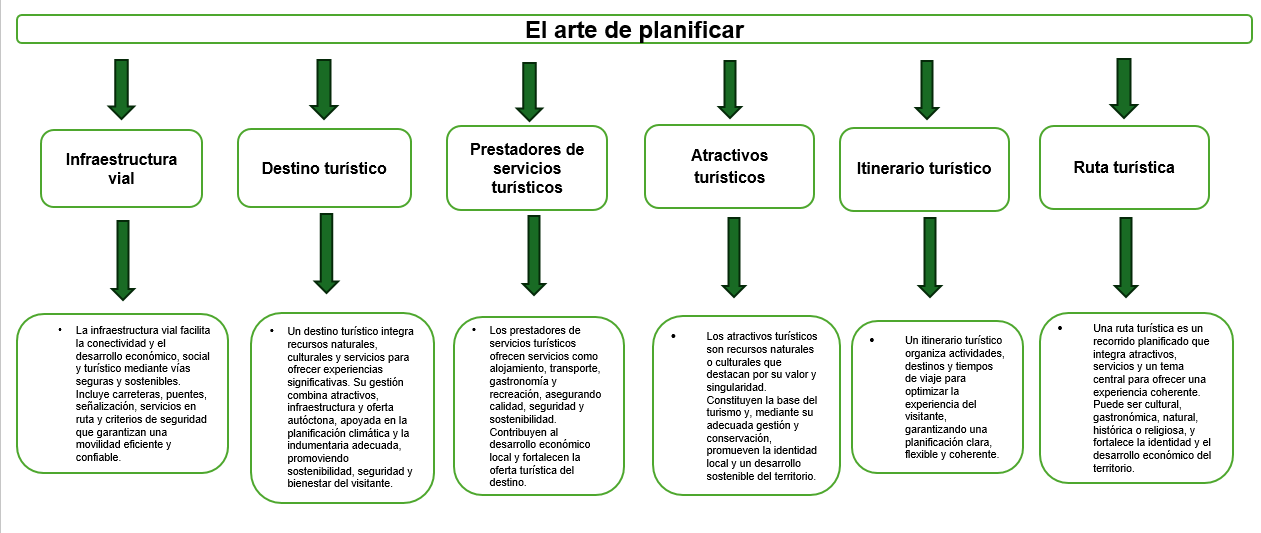 El arte de planificar
Infraestructura
vial
Destino turístico
Prestadores de
servicios
turísticos
Atractivos
turísticos
Itinerario turístico
Ruta turística
• La infraestructura vial facilita
la conectividad y el
desarrollo económico, social
y turístico mediante vías
seguras y sostenibles.
Incluye carreteras, puentes,
señalización, servicios en
ruta y criterios de seguridad
que garantizan una
movilidad eficiente y
confiable.
• Un destino turístico integra
recursos naturales,
culturales y servicios para
ofrecer experiencias
significativas. Su gestión
combina atractivos,
infraestructura y oferta
autóctona, apoyada en la
planificación climática y la
indumentaria adecuada,
promoviendo
sostenibilidad, seguridad y
bienestar del visitante.
• Los prestadores de
servicios turísticos
ofrecen servicios como
alojamiento, transporte,
gastronomía y
recreación, asegurando
calidad, seguridad y
sostenibilidad.
Contribuyen al
desarrollo económico
local y fortalecen la
oferta turística del
destino.
• Los atractivos turísticos
son recursos naturales
o culturales que
destacan por su valor y
singularidad.
Constituyen la base del
turismo y, mediante su
adecuada gestión y
conservación,
promueven la identidad
local y un desarrollo
sostenible del territorio.
• Un itinerario turístico
organiza actividades,
destinos y tiempos
de viaje para
optimizar la
experiencia del
visitante,
garantizando una
planificación clara,
flexible y coherente.
• Una ruta turística es un
recorrido planificado que
integra atractivos,
servicios y un tema
central para ofrecer una
experiencia coherente.
Puede ser cultural,
gastronómica, natural,
histórica o religiosa, y
fortalece la identidad y el
desarrollo económico del
territorio.